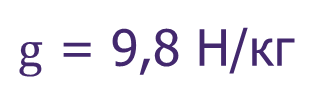 g = 9,8 Н/кг